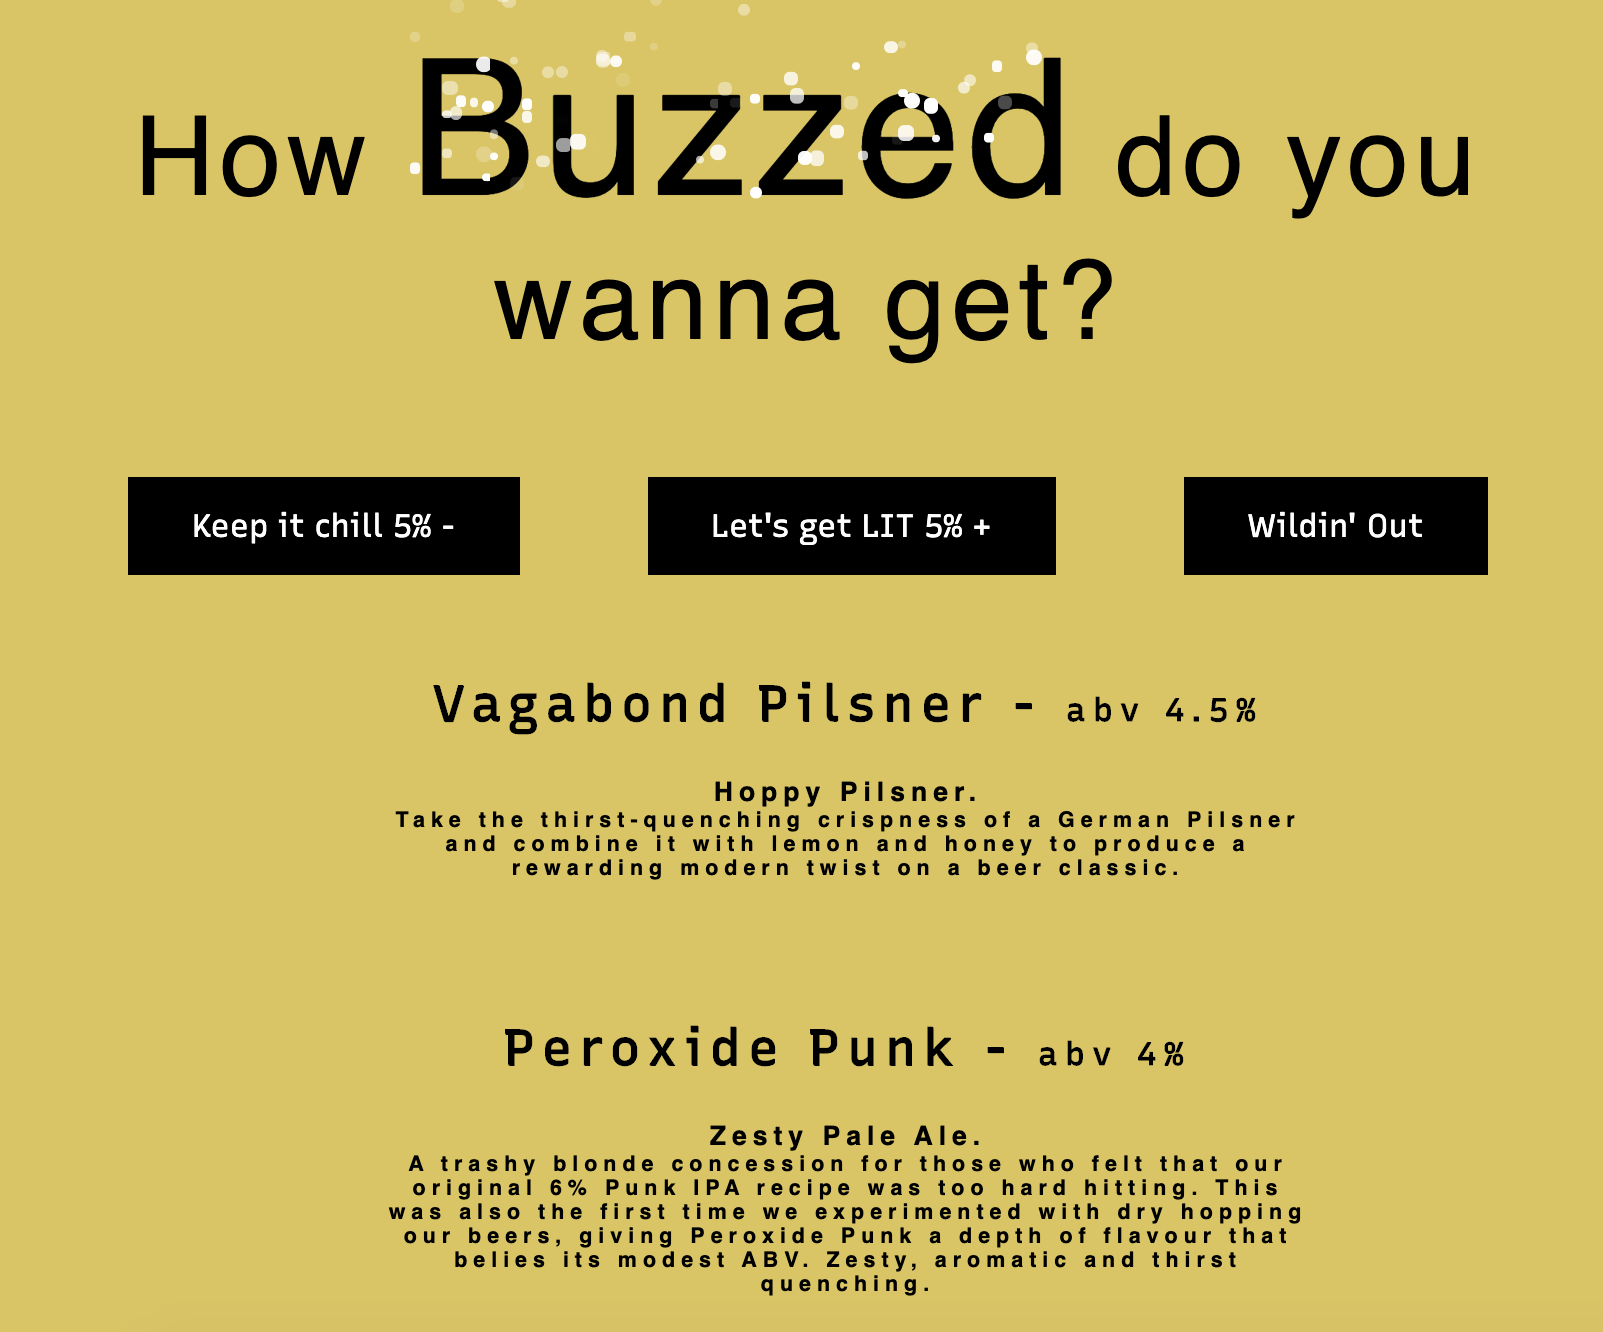 How Buzzed do you
wanna get?
Keep it chill 5% -
Let's get LIT 5% +
Wildin' Out
Vagabond Pilsner - abv 4.5%
Hoppy Pilsner.
Take the thirst-quenching crispness of a German Pilsner
and combine it with lemon and honey to produce a
rewarding modern twist on a beer classic.
Peroxide Punk - abv 4%
Zesty Pale Ale.
A trashy blonde concession for those who felt that our
original 6% Punk IPA recipe was too hard hitting. This
was also the first time we experimented with dry hopping
our beers, giving Peroxide Punk a depth of flavour that
belies its modest ABV. Zesty, aromatic and thirst
quenching.